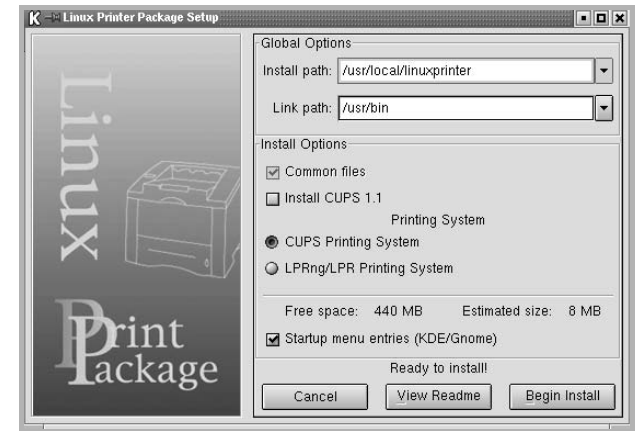 Linux Printer Package Setup
Linux
Print
Package
Global Options
Install path: /usr/local/linuxprinter
Link path: /usr/bin
Install Options
Common files
Install CUPS 1.1
Printing System
CUPS Printing System
LPRng/LPR Printing System
Free space: 440 MB Estimated size: 8 MB
Startup menu entries (KDE/Gnome)
Ready to install!
Cancel View Readme Begin Install